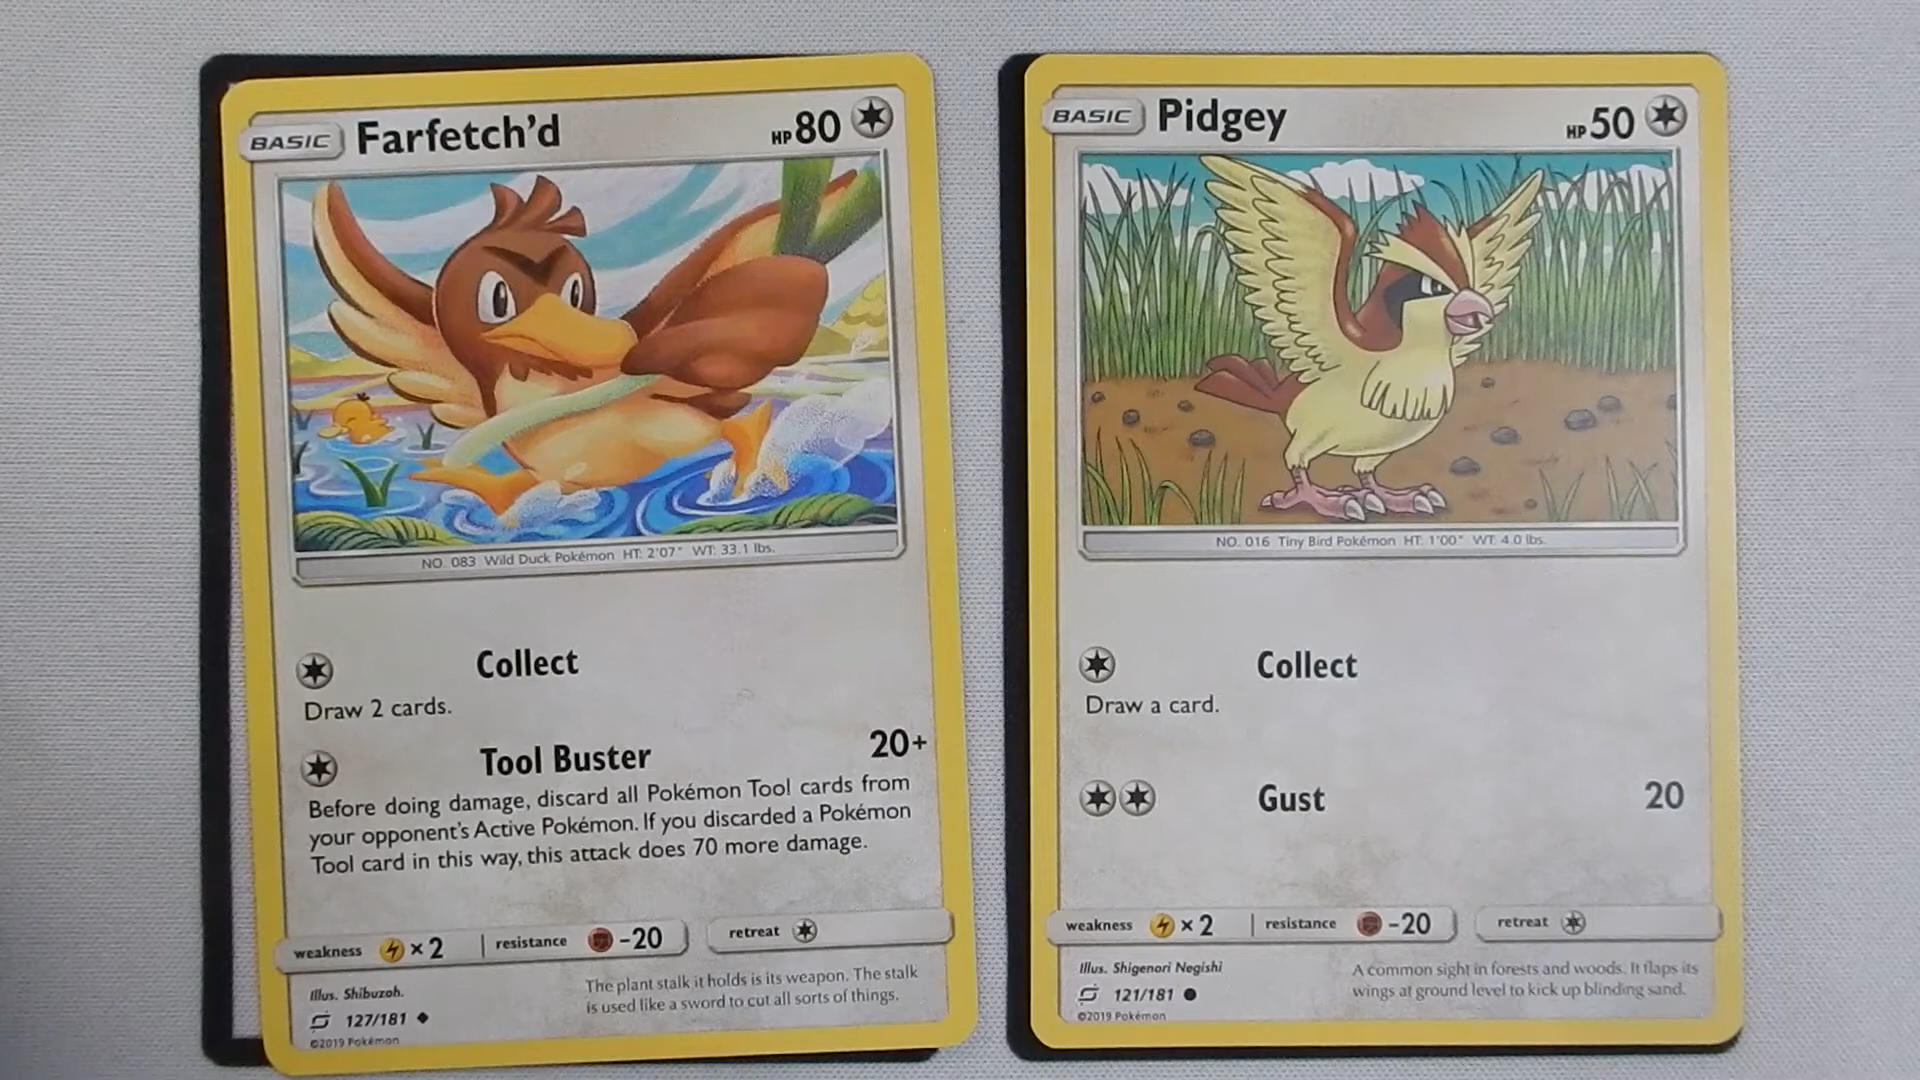 BASIC Farfetch'd HP 80
NO. 083 Wild Duck Pokémon HT: 2'07" WT: 33.1 lbs.
Collect
Draw 2 cards.
Tool Buster 20+
Before doing damage, discard all Pokémon Tool cards from
your opponent's Active Pokémon. If you discarded a Pokémon
Tool card in this way, this attack does 70 more damage.
weakness ×2 resistance -20 retreat
Illus. Shibuzoh.
127/181
©2019 Pokémon
The plant stalk it holds is its weapon. The stalk
is used like a sword to cut all sorts of things.
BASIC Pidgey HP 50
NO. 016 Tiny Bird Pokémon HT: 1'00" WT: 4.0 lbs.
Collect
Draw a card.
Gust 20
weakness ×2 resistance -20 retreat
Illus. Shigenori Negishi
121/181
©2019 Pokémon
A common sight in forests and woods. It flaps its
wings at ground level to kick up blinding sand.